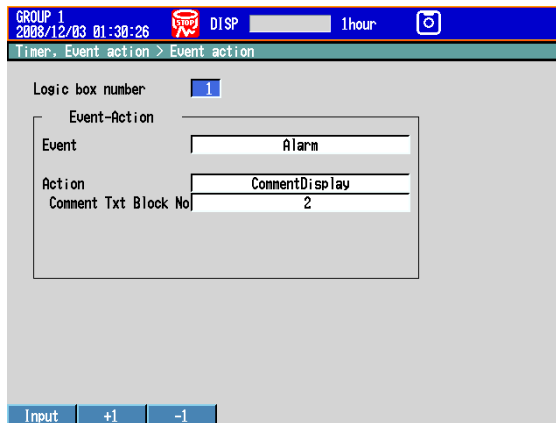 GROUP 1
2008/12/03 01:30:26
STOP
DISP
1hour
Timer, Event action > Event action
Logic box number 1
Event-Action
Event Alarm
Action CommentDisplay
Comment Txt Block No 2
Input +1 -1